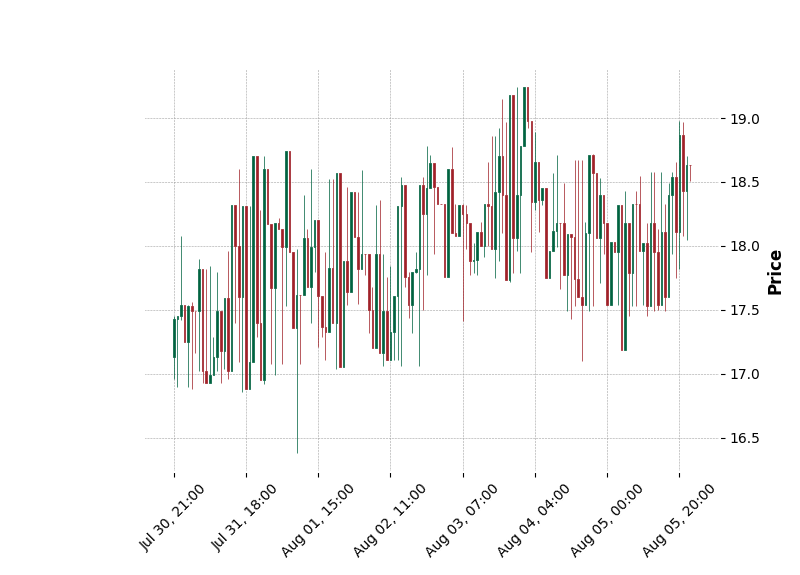 19.0
18.5
18.0
17.5
17.0
16.5
Price
Jul 30, 21:00
Jul 31, 18:00
Aug 01, 15:00
Aug 02, 11:00
Aug 03, 07:00
Aug 04, 04:00
Aug 05, 00:00
Aug 05, 20:00